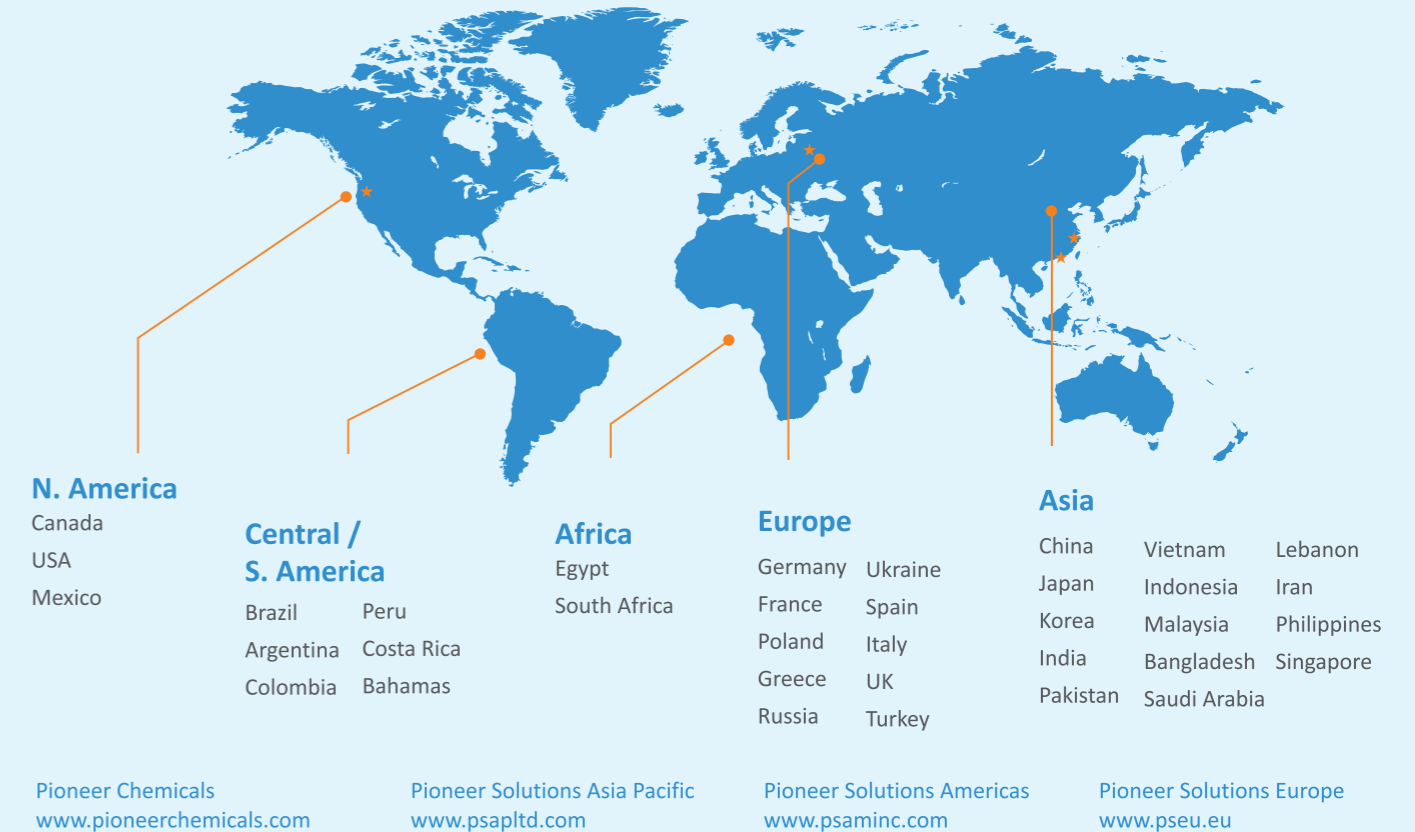 N. America
Canada
USA
Mexico
Central /
S. America
Brazil
Argentina
Colombia
Peru
Costa Rica
Bahamas
Africa
Egypt
South Africa
Europe
Germany
France
Poland
Greece
Russia
Ukraine
Spain
Italy
UK
Turkey
Asia
China
Japan
Korea
India
Pakistan
Vietnam
Indonesia
Malaysia
Bangladesh
Saudi Arabia
Lebanon
Iran
Philippines
Singapore
Pioneer Chemicals
www.pioneerchemicals.com
Pioneer Solutions Asia Pacific
www.psapltd.com
Pioneer Solutions Americas
www.psaminc.com
Pioneer Solutions Europe
www.pseu.eu